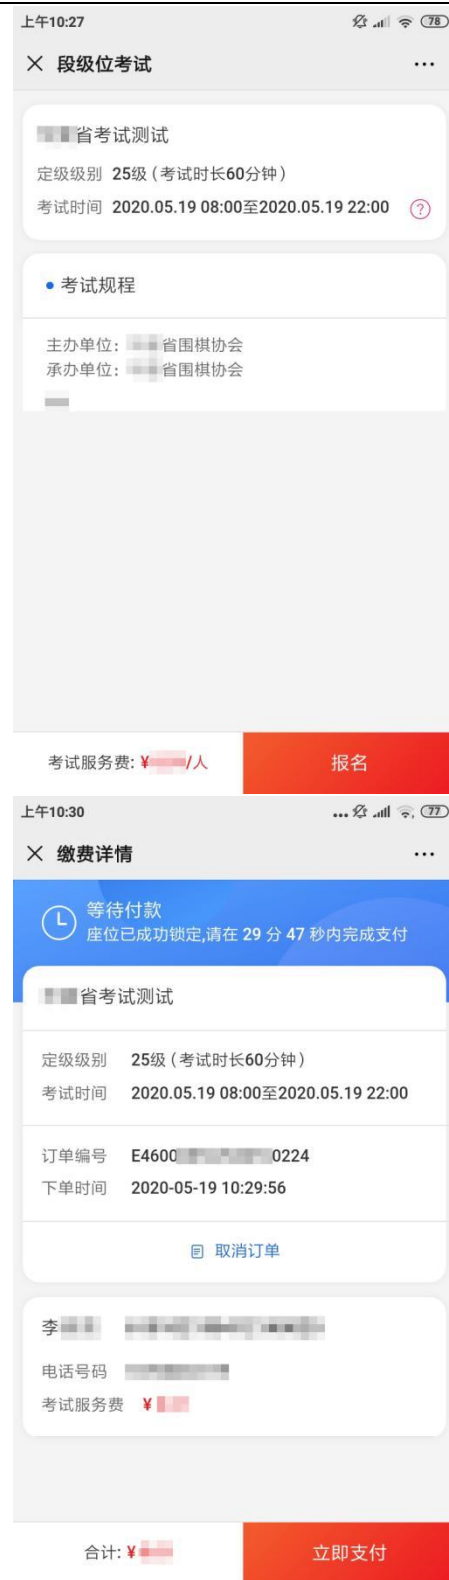 上午10:27
78
段级位考试
省考试测试
定级级别 25级（考试时长60分钟）
考试时间 2020.05.19 08:00至2020.05.19 22:00 ?
考试规程
主办单位: 省围棋协会
承办单位: 省围棋协会
考试服务费: ¥ /人
报名
上午10:30
77
缴费详情
等待付款
座位已成功锁定,请在 29 分 47 秒内完成支付
省考试测试
定级级别 25级（考试时长60分钟）
考试时间 2020.05.19 08:00至2020.05.19 22:00
订单编号 E4600 0224
下单时间 2020-05-19 10:29:56
取消订单
李
电话号码
考试服务费 ¥
合计: ¥
立即支付